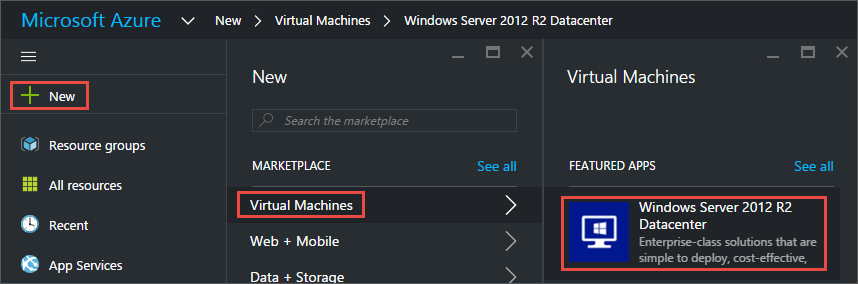 Microsoft Azure New Virtual Machines Windows Server 2012 R2 Datacenter
New
Resource groups
All resources
Recent
App Services
New
Search the marketplace
MARKETPLACE See all
Virtual Machines
Web + Mobile
Data + Storage
Virtual Machines
FEATURED APPS See all
Windows Server 2012 R2
Datacenter
Enterprise-class solutions that are
simple to deploy, cost-effective,